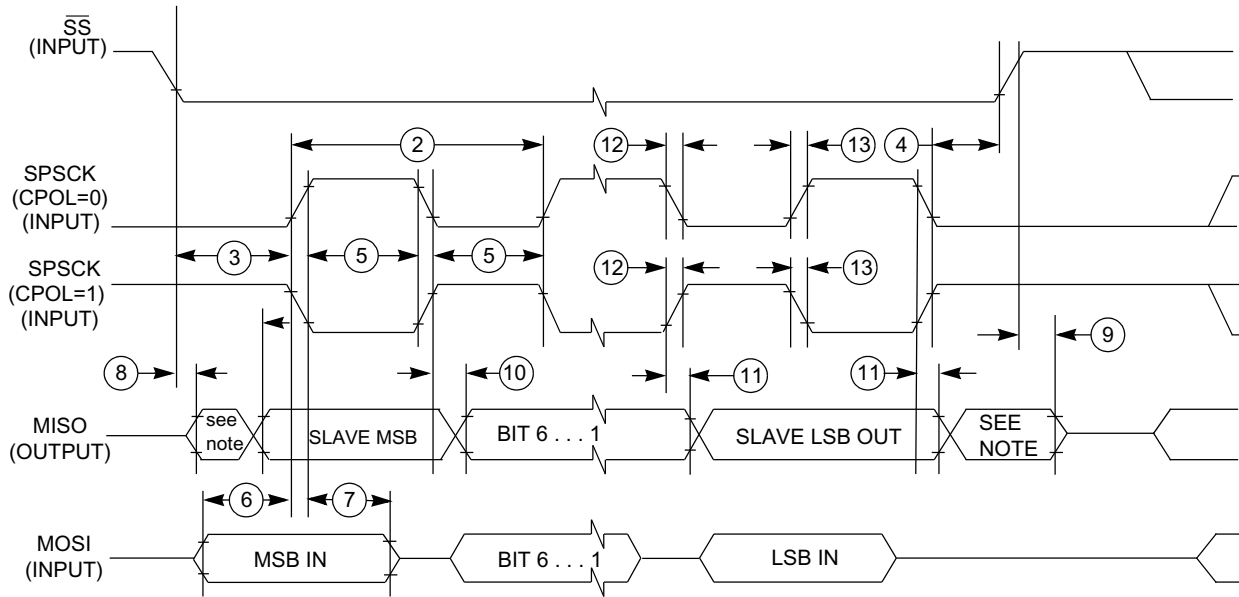 SS
(INPUT)
2
12
13
4
SPSCK
(CPOL=0)
(INPUT)
3
5
5
12
13
SPSCK
(CPOL=1)
(INPUT)
8
10
11
11
9
MISO
(OUTPUT)
see
note
SLAVE MSB
BIT 6 . . . 1
SLAVE LSB OUT
SEE
NOTE
6
7
MOSI
(INPUT)
MSB IN
BIT 6 . . . 1
LSB IN